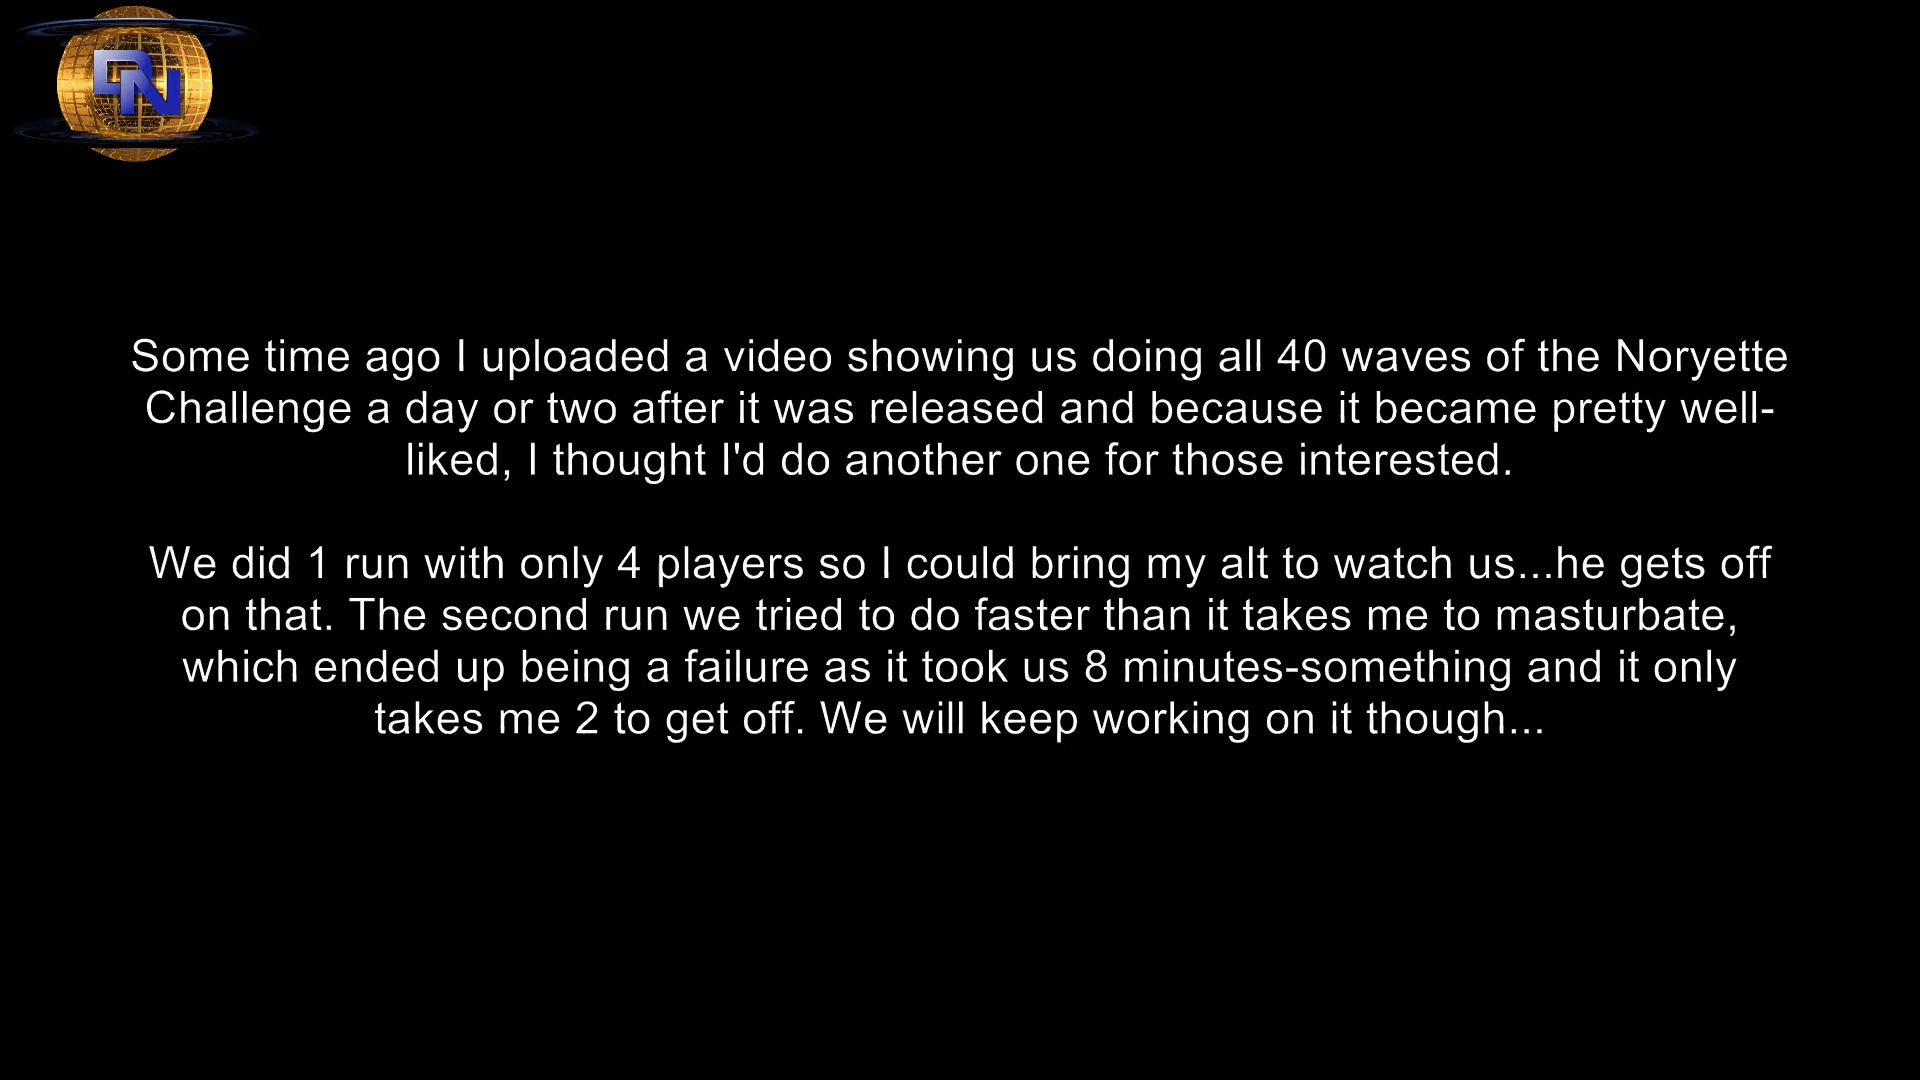 DN
Some time ago I uploaded a video showing us doing all 40 waves of the Noryette
Challenge a day or two after it was released and because it became pretty well-
liked, I thought I'd do another one for those interested.
We did 1 run with only 4 players so I could bring my alt to watch us...he gets off
on that. The second run we tried to do faster than it takes me to masturbate,
which ended up being a failure as it took us 8 minutes-something and it only
takes me 2 to get off. We will keep working on it though...